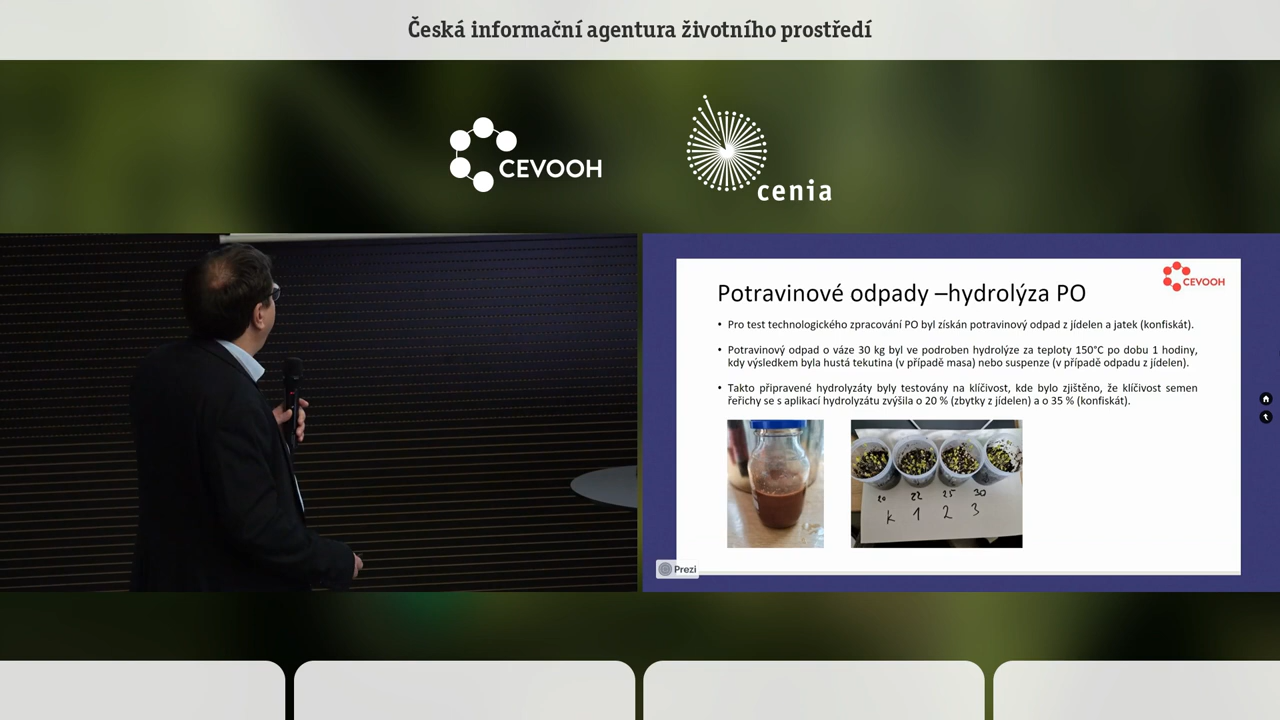 Česká informační agentura životního prostředí
CEVOOH
cenia
CEVOOH
Potravinové odpady –hydrolýza PO
• Pro test technologického zpracování PO byl získán potravinový odpad z jídelen a jatek (konfiskát).
• Potravinový odpad o váze 30 kg byl ve podroben hydrolýze za teploty 150°C po dobu 1 hodiny,
kdy výsledkem byla hustá tekutina (v případě masa) nebo suspenze (v případě odpadu z jídelen).
• Takto připravené hydrolyzáty byly testovány na klíčivost, kde bylo zjištěno, že klíčivost semen
řeřichy se s aplikací hydrolyzátu zvýšila o 20 % (zbytky z jídelen) a o 35 % (konfiskát).
20 22 25 30
K 1 2 3
Prezi